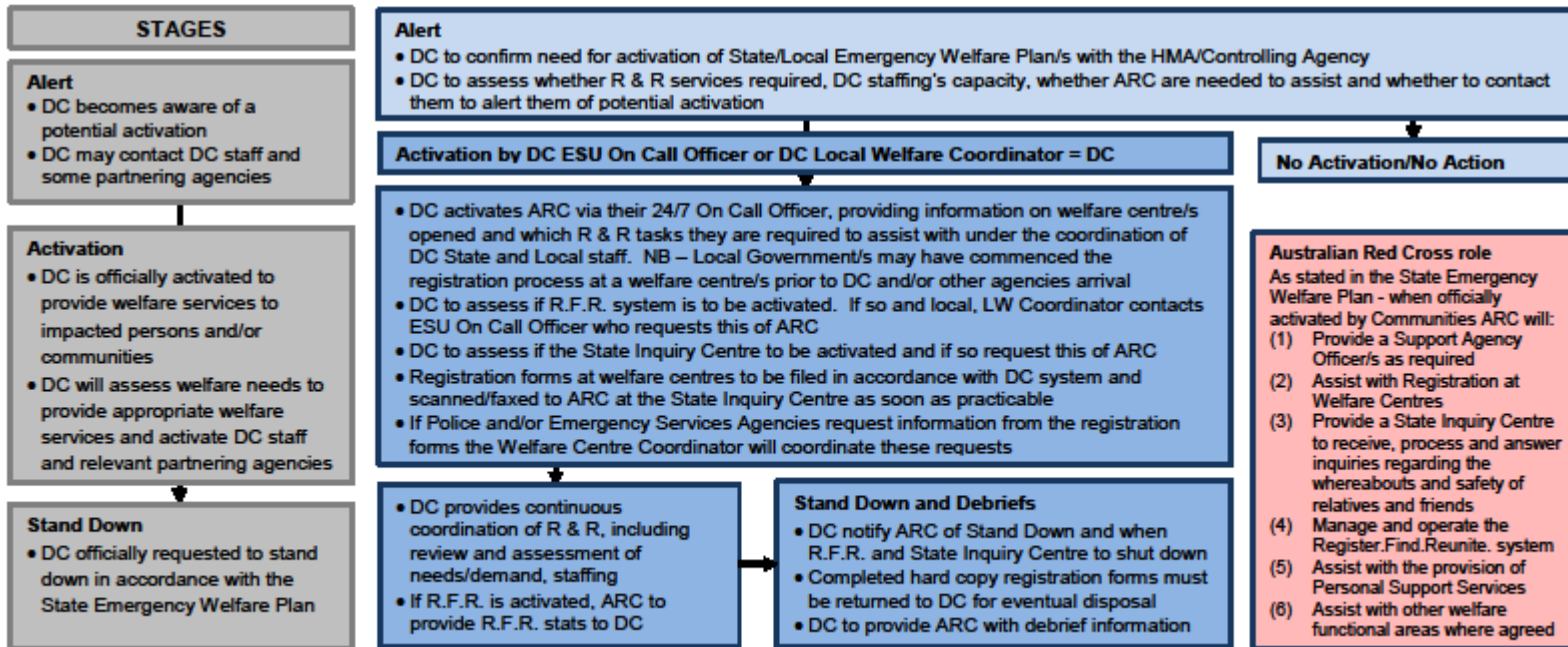 STAGES
Alert
• DC becomes aware of a
potential activation
• DC may contact DC staff and
some partnering agencies
Activation
• DC is officially activated to
provide welfare services to
impacted persons and/or
communities
• DC will assess welfare needs to
provide appropriate welfare
services and activate DC staff
and relevant partnering agencies
Stand Down
• DC officially requested to stand
down in accordance with the
State Emergency Welfare Plan
Alert
• DC to confirm need for activation of State/Local Emergency Welfare Plan/s with the HMA/Controlling Agency
• DC to assess whether R & R services required, DC staffing's capacity, whether ARC are needed to assist and whether to contact
them to alert them of potential activation
Activation by DC ESU On Call Officer or DC Local Welfare Coordinator = DC
No Activation/No Action
• DC activates ARC via their 24/7 On Call Officer, providing information on welfare centre/s
opened and which R & R tasks they are required to assist with under the coordination of
DC State and Local staff. NB – Local Government/s may have commenced the
registration process at a welfare centre/s prior to DC and/or other agencies arrival
• DC to assess if R.F.R. system is to be activated. If so and local, LW Coordinator contacts
ESU On Call Officer who requests this of ARC
• DC to assess if the State Inquiry Centre to be activated and if so request this of ARC
• Registration forms at welfare centres to be filed in accordance with DC system and
scanned/faxed to ARC at the State Inquiry Centre as soon as practicable
• If Police and/or Emergency Services Agencies request information from the registration
forms the Welfare Centre Coordinator will coordinate these requests
• DC provides continuous
coordination of R & R, including
review and assessment of
needs/demand, staffing
• If R.F.R. is activated, ARC to
provide R.F.R. stats to DC
Stand Down and Debriefs
• DC notify ARC of Stand Down and when
R.F.R. and State Inquiry Centre to shut down
• Completed hard copy registration forms must
be returned to DC for eventual disposal
• DC to provide ARC with debrief information
Australian Red Cross role
As stated in the State Emergency
Welfare Plan - when officially
activated by Communities ARC will:
(1) Provide a Support Agency
Officer/s as required
(2) Assist with Registration at
Welfare Centres
(3) Provide a State Inquiry Centre
to receive, process and answer
inquiries regarding the
whereabouts and safety of
relatives and friends
(4) Manage and operate the
Register.Find.Reunite. system
(5) Assist with the provision of
Personal Support Services
(6) Assist with other welfare
functional areas where agreed